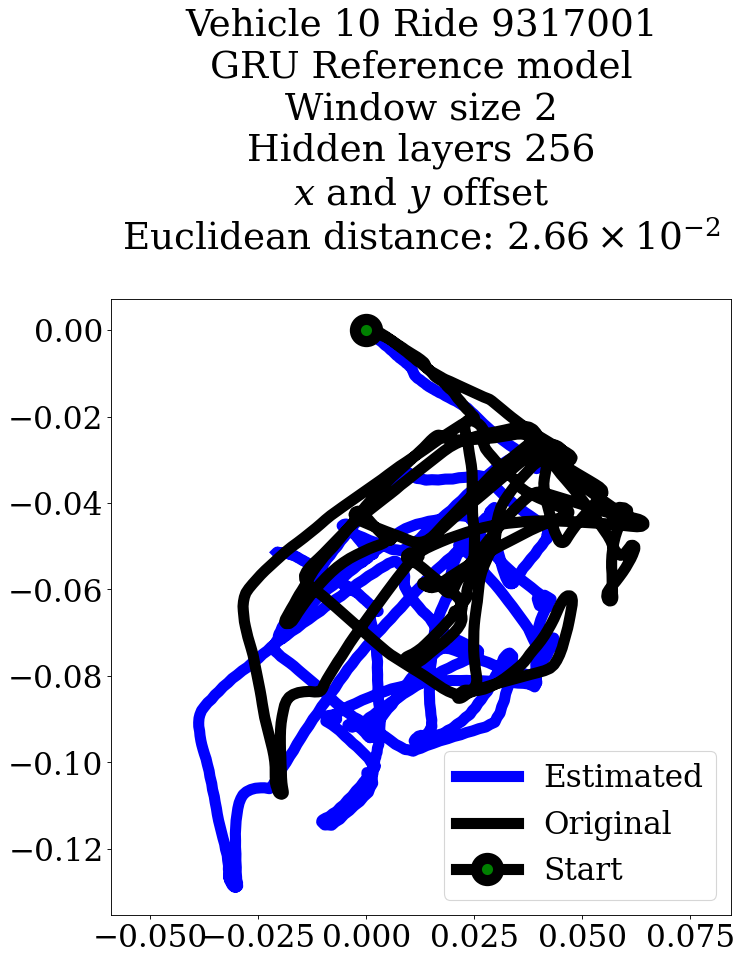 Vehicle 10 Ride 9317001
GRU Reference model
Window size 2
Hidden layers 256
x and y offset
Euclidean distance: 2.66 × 10⁻²
0.00
−0.02
−0.04
−0.06
−0.08
−0.10
−0.12
Estimated
Original
Start
−0.050 −0.025 0.000 0.025 0.050 0.075